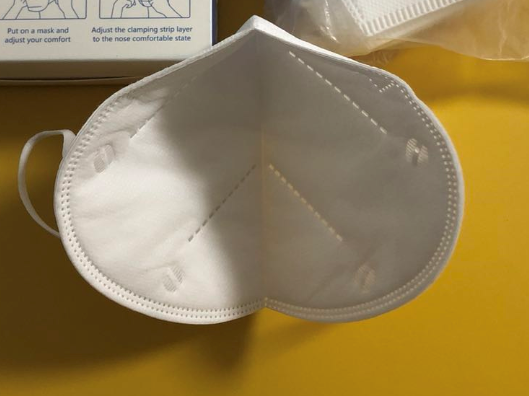 Put on a mask and
adjust your comfort
Adjust the clamping strip layer
to the nose comfortable state